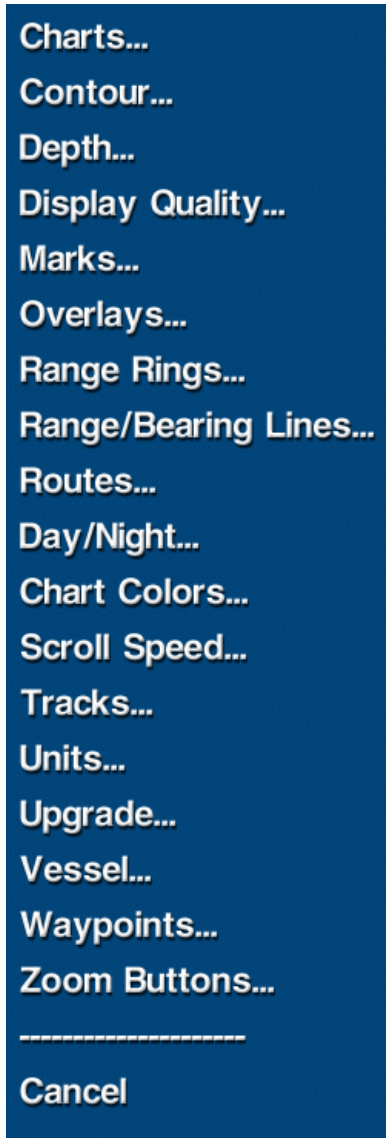 Charts...
Contour...
Depth...
Display Quality...
Marks...
Overlays...
Range Rings...
Range/Bearing Lines...
Routes...
Day/Night...
Chart Colors...
Scroll Speed...
Tracks...
Units...
Upgrade...
Vessel...
Waypoints...
Zoom Buttons...
---------------------
Cancel